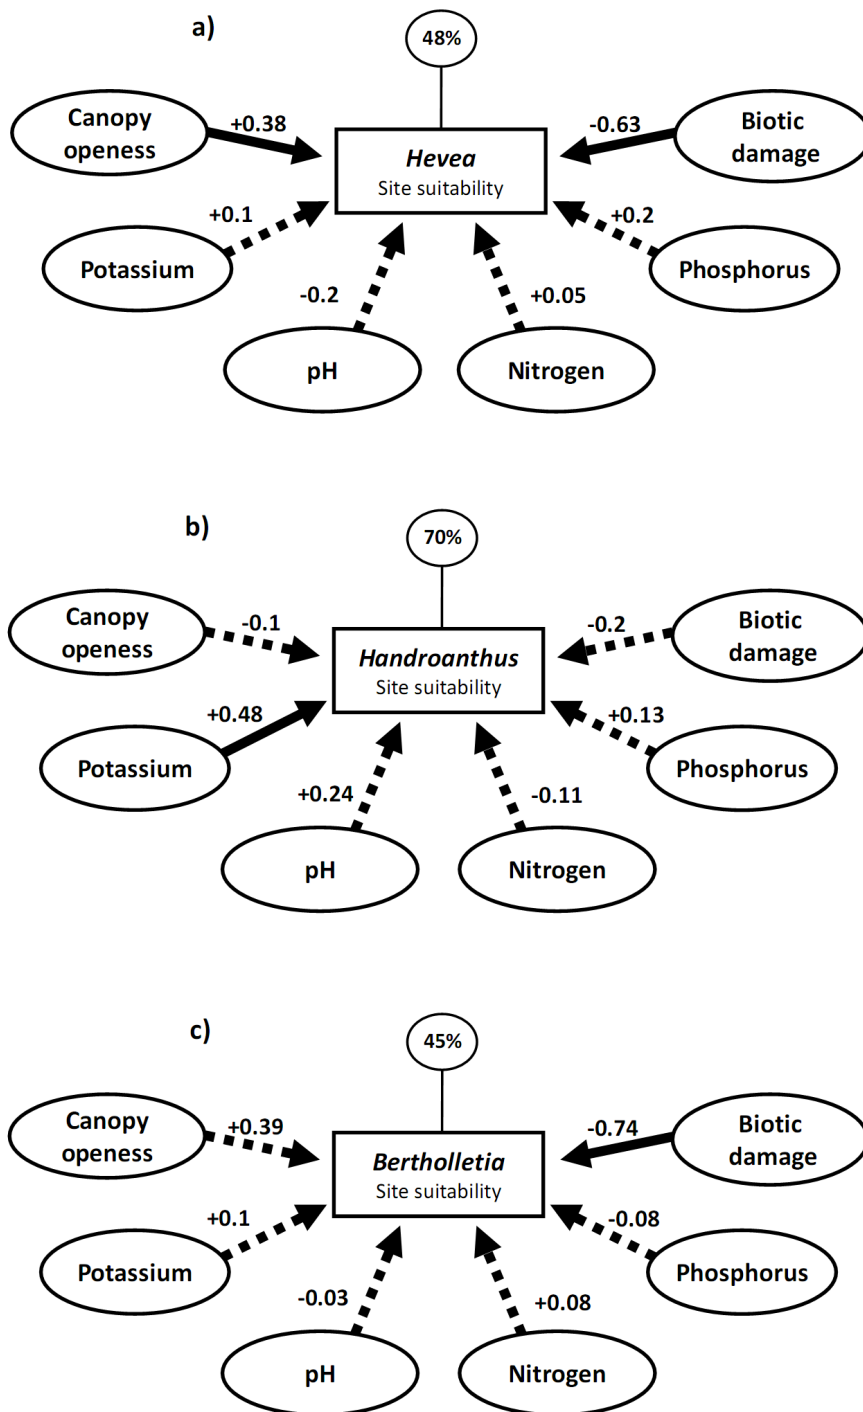 a)
48%
Canopy
openess
+0.38
Hevea
Site suitability
-0.63
Biotic
damage
Potassium
+0.1
+0.2
Phosphorus
-0.2
+0.05
pH
Nitrogen
b)
70%
Canopy
openess
-0.1
Handroanthus
Site suitability
-0.2
Biotic
damage
Potassium
+0.48
+0.13
Phosphorus
+0.24
-0.11
pH
Nitrogen
c)
45%
Canopy
openess
+0.39
Bertholletia
Site suitability
-0.74
Biotic
damage
Potassium
+0.1
-0.08
Phosphorus
-0.03
+0.08
pH
Nitrogen